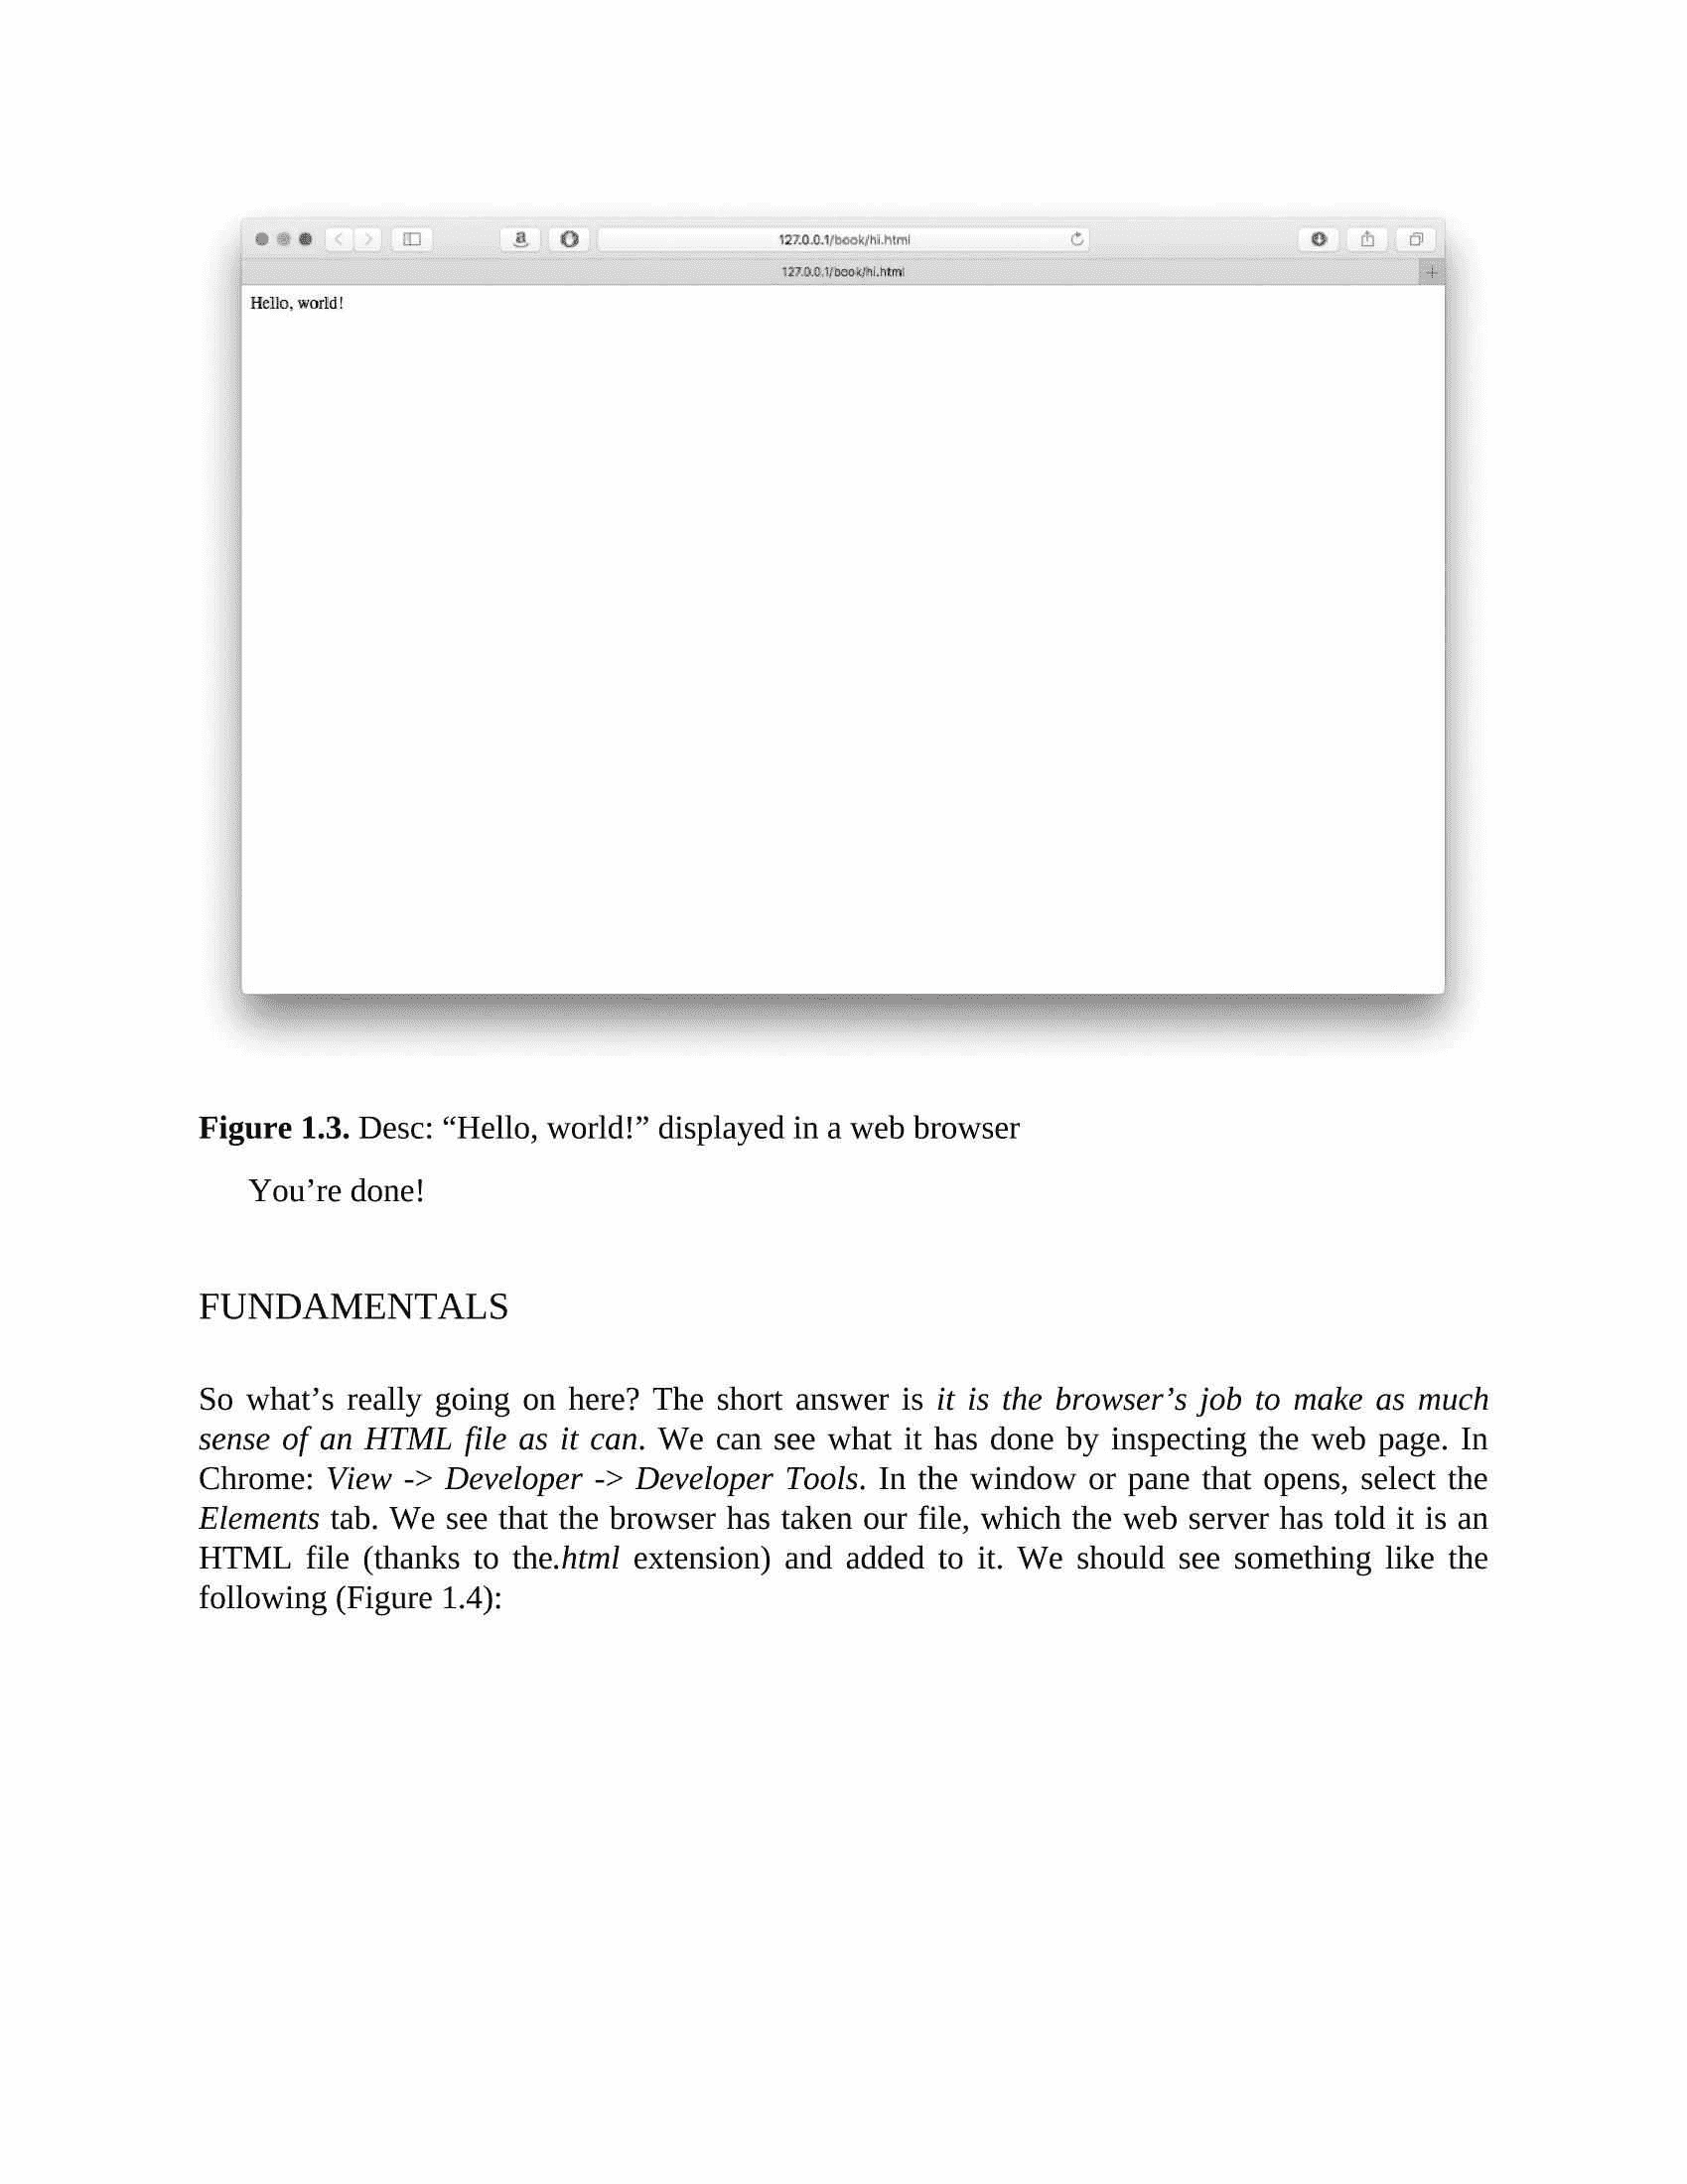 127.0.0.1/book/hi.html
127.0.0.1/book/hi.html
Hello, world!
Figure 1.3. Desc: “Hello, world!” displayed in a web browser
You’re done!
FUNDAMENTALS
So what’s really going on here? The short answer is it is the browser’s job to make as much
sense of an HTML file as it can. We can see what it has done by inspecting the web page. In
Chrome: View -> Developer -> Developer Tools. In the window or pane that opens, select the
Elements tab. We see that the browser has taken our file, which the web server has told it is an
HTML file (thanks to the.html extension) and added to it. We should see something like the
following (Figure 1.4):